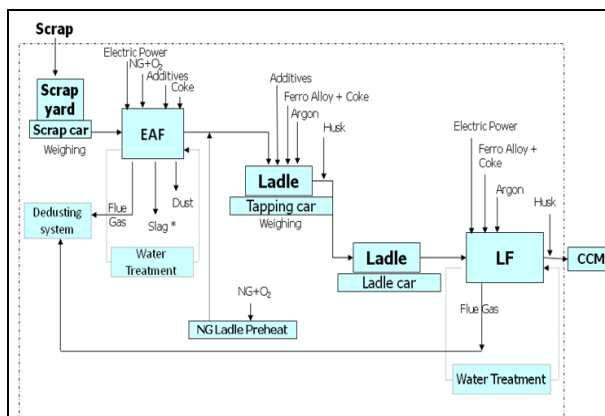 Scrap
Electric Power
NG+O₂
Additives
Coke
Scrap
yard
Scrap car
Weighing
EAF
Additives
Ferro Alloy + Coke
Argon
Husk
Ladle
Tapping car
Weighing
Electric Power
Ferro Alloy +
Coke
Argon
Husk
Dedusting
system
Flue
Gas
Slag *
Dust
Water
Treatment
Ladle
Ladle car
LF
CCM
NG+O₂
NG Ladle Preheat
Flue Gas
Water Treatment